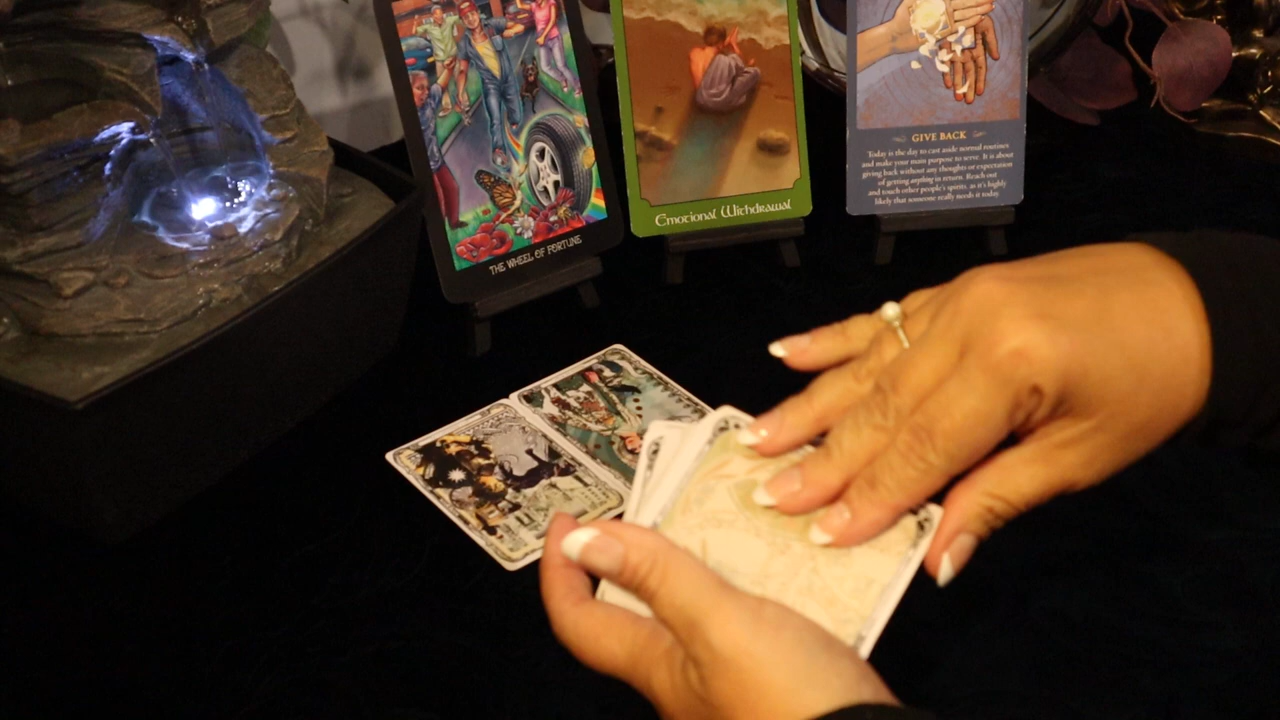 THE WHEEL OF FORTUNE
Emotional Withdrawal
GIVE BACK
Today is the day to cast aside normal routines
and make your main purpose to serve. It is about
giving back without any thoughts or expectation
of getting anything in return. Reach out
and touch other people's spirits, as it's highly
likely that someone really needs it today.